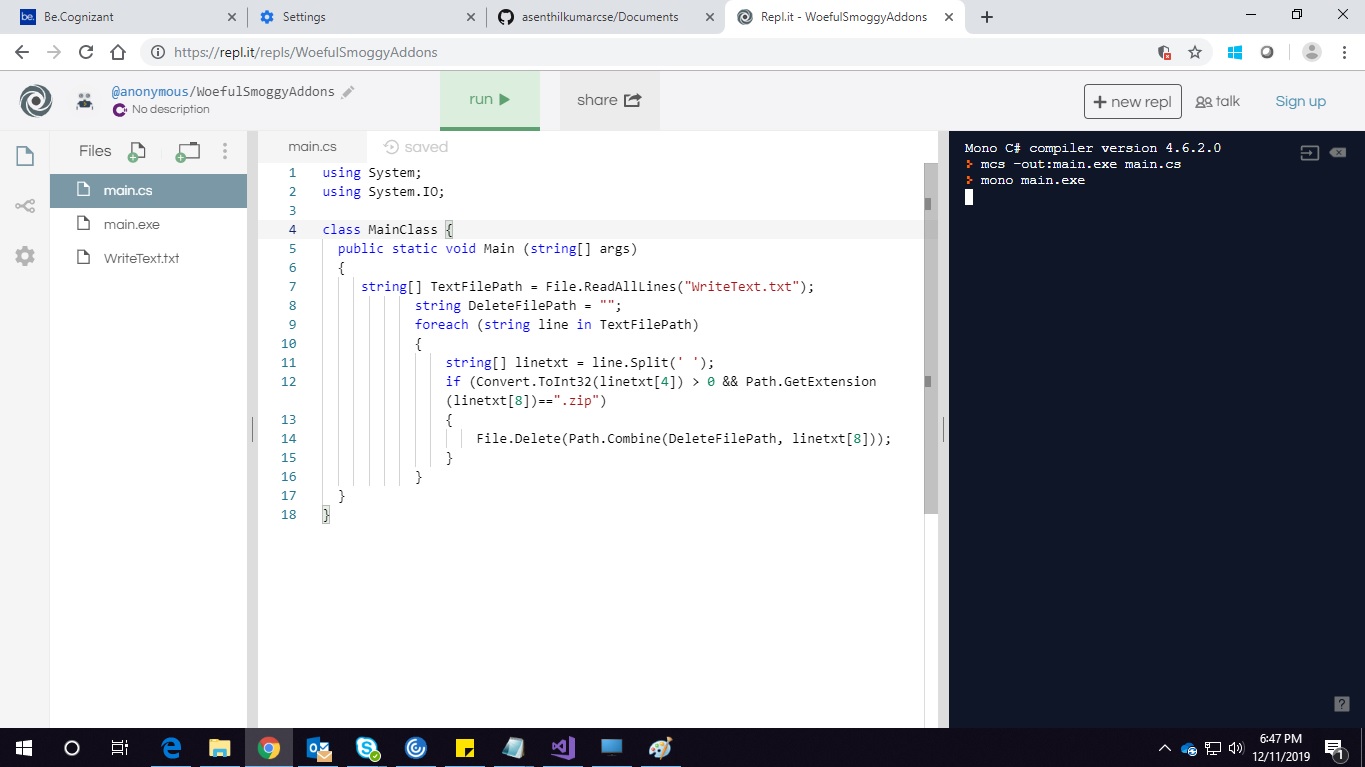 Be.Cognizant
Settings
asenthilkumarcse/Documents
Repl.it - WoefulSmoggyAddons
https://repl.it/repls/WoefulSmoggyAddons
@anonymous/WoefulSmoggyAddons
No description
run
share
+ new repl
talk
Sign up
Files
main.cs
main.exe
WriteText.txt
main.cs
saved
1 using System;
2 using System.IO;
3
4 class MainClass {
5 public static void Main (string[] args)
6 {
7 string[] TextFilePath = File.ReadAllLines("WriteText.txt");
8 string DeleteFilePath = "";
9 foreach (string line in TextFilePath)
10 {
11 string[] linetxt = line.Split(' ');
12 if (Convert.ToInt32(linetxt[4]) > 0 && Path.GetExtension
(linetxt[8])==".zip")
13 {
14 File.Delete(Path.Combine(DeleteFilePath, linetxt[8]));
15 }
16 }
17 }
18 }
Mono C# compiler version 4.6.2.0
mcs -out:main.exe main.cs
mono main.exe
?
6:47 PM
12/11/2019
1